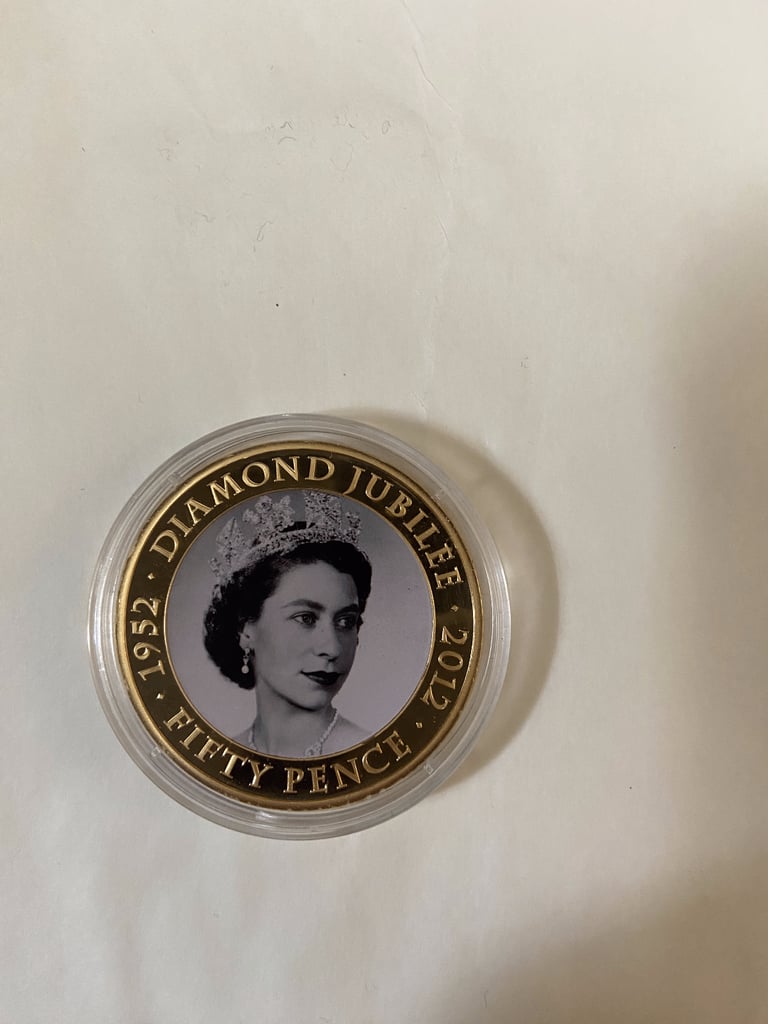 1952 · DIAMOND JUBILEE · 2012 ·
FIFTY PENCE ·